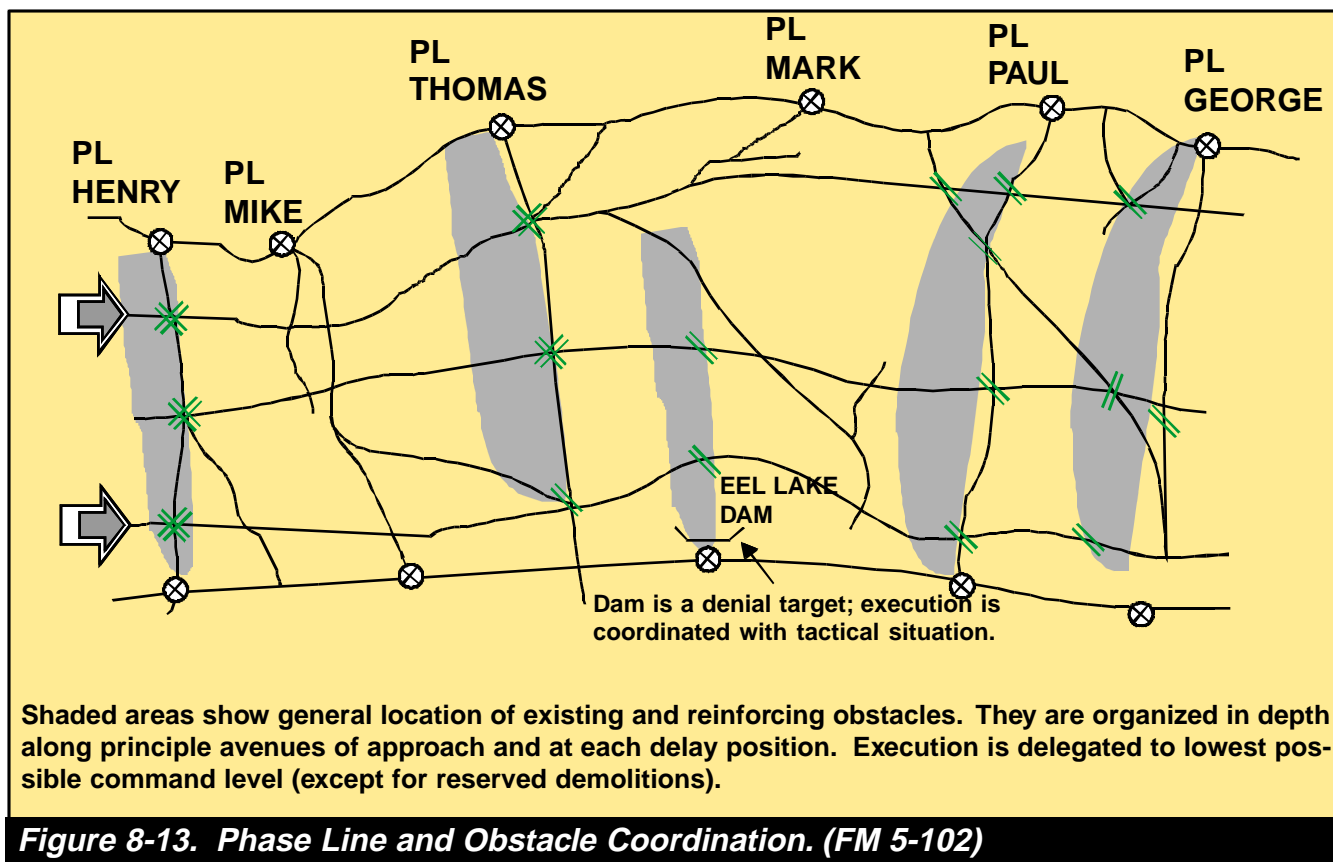 PL
HENRY
PL
MIKE
PL
THOMAS
PL
MARK
PL
PAUL
PL
GEORGE
EEL LAKE
DAM
Dam is a denial target; execution is
coordinated with tactical situation.
Shaded areas show general location of existing and reinforcing obstacles. They are organized in depth
along principle avenues of approach and at each delay position. Execution is delegated to lowest pos-
sible command level (except for reserved demolitions).
Figure 8-13. Phase Line and Obstacle Coordination. (FM 5-102)